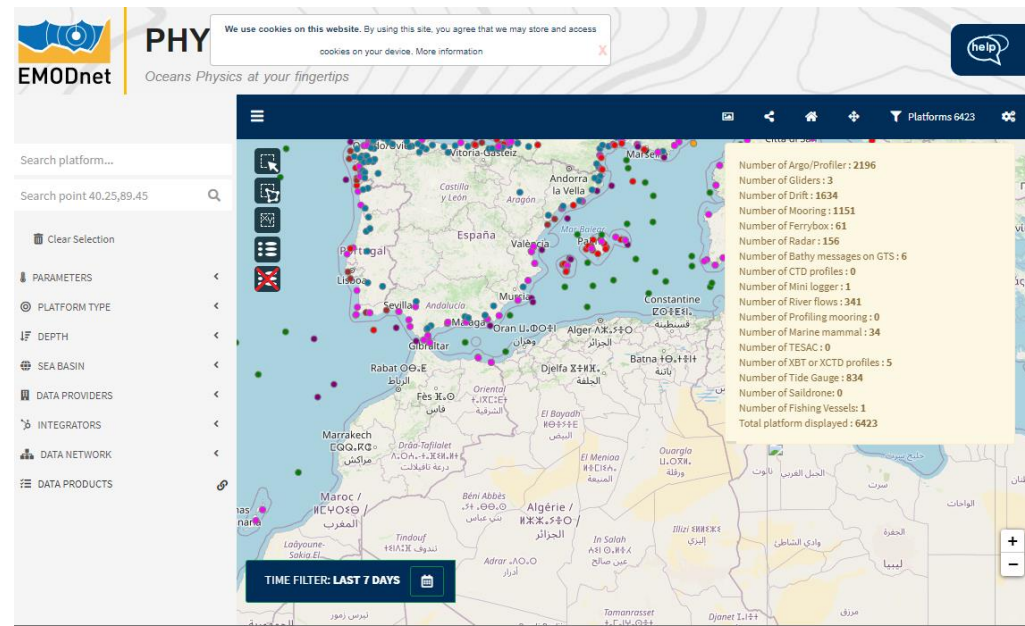 EMODnet
PHY
Oceans Physics at your fingertips
We use cookies on this website. By using this site, you agree that we may store and access
cookies on your device. More information
X
help
Platforms 6423
Search platform...
Search point 40.25,89.45
Clear Selection
PARAMETERS
PLATFORM TYPE
DEPTH
SEA BASIN
DATA PROVIDERS
INTEGRATORS
DATA NETWORK
DATA PRODUCTS
Number of Argo/Profiler : 2196
Number of Gliders : 3
Number of Drift : 1634
Number of Mooring : 1151
Number of Ferrybox : 61
Number of Radar : 156
Number of Bathy messages on GTS : 6
Number of CTD profiles : 0
Number of Mini logger : 1
Number of River flows : 341
Number of Profiling mooring : 0
Number of Marine mammal : 34
Number of TESAC : 0
Number of XBT or XCTD profiles : 5
Number of Tide Gauge : 834
Number of Saildrone: 0
Number of Fishing Vessels: 1
Total platform displayed : 6423
Vitoria-Gasteiz
Andorra
la Vella
Castilla
y León
Aragón
España
València
Portugal
Lisboa
Murcia
Sevilla
Andalucía
Málaga
Gibraltar
Oran
وهران
Alger
الجزائر
Constantine
قسنطينة
Batna
باتنة
Rabat
الرباط
Djelfa
الجلفة
Fès
فاس
Oriental
الشرقية
El Bayadh
البيض
Marrakech
مراكش
Drâa-Tafilalet
درعة تافيلالت
El Meniaa
المنيعة
Ouargla
ورقلة
الجبل الغربي
نالوت
خليج سرت
سرت
الواحات
Maroc /
المغرب
Béni Abbès
بني عباس
Algérie /
الجزائر
Tindouf
تندوف
In Salah
عين صالح
Illizi
إليزي
وادي الشاطئ
الجفرة
ليبيا
Laâyoune-
Sakia El
Adrar
أدرار
تيرس زمور
Tamanrasset
Djanet
مرزق
TIME FILTER: LAST 7 DAYS
+
−